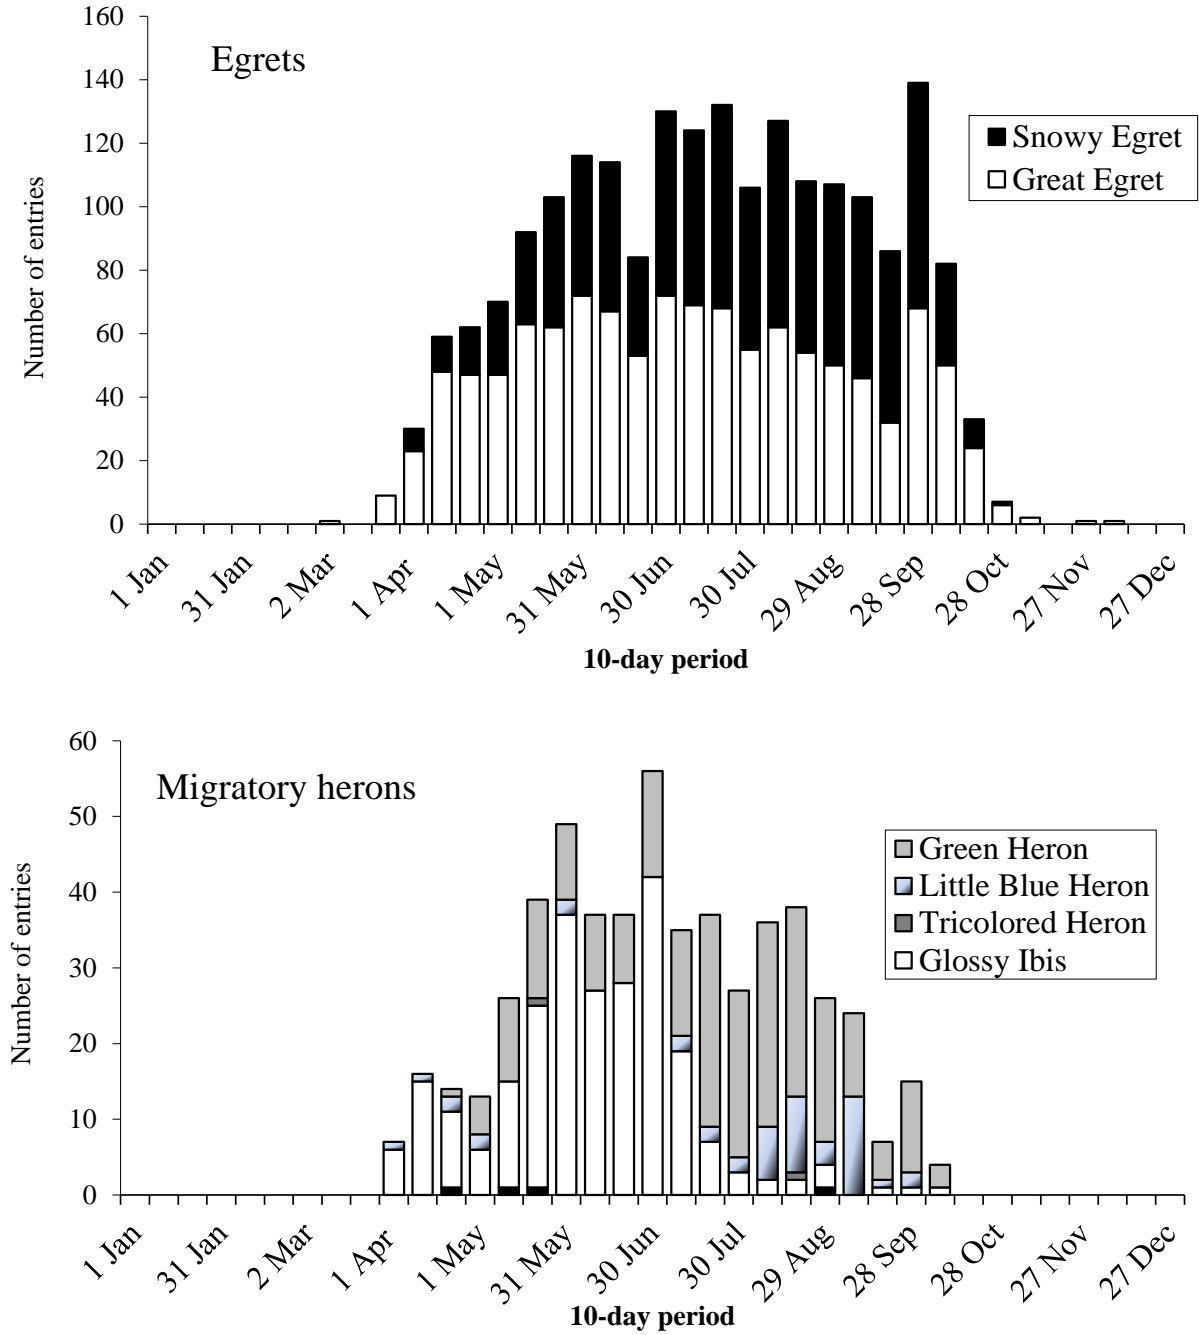 160
Egrets
140
120
100
80
60
40
20
0
Number of entries
Snowy Egret
Great Egret
1 Jan
31 Jan
2 Mar
1 Apr
1 May
31 May
30 Jun
30 Jul
29 Aug
28 Sep
28 Oct
27 Nov
27 Dec
10-day period
60
Migratory herons
50
40
30
20
10
0
Number of entries
Green Heron
Little Blue Heron
Tricolored Heron
Glossy Ibis
1 Jan
31 Jan
2 Mar
1 Apr
1 May
31 May
30 Jun
30 Jul
29 Aug
28 Sep
28 Oct
27 Nov
27 Dec
10-day period